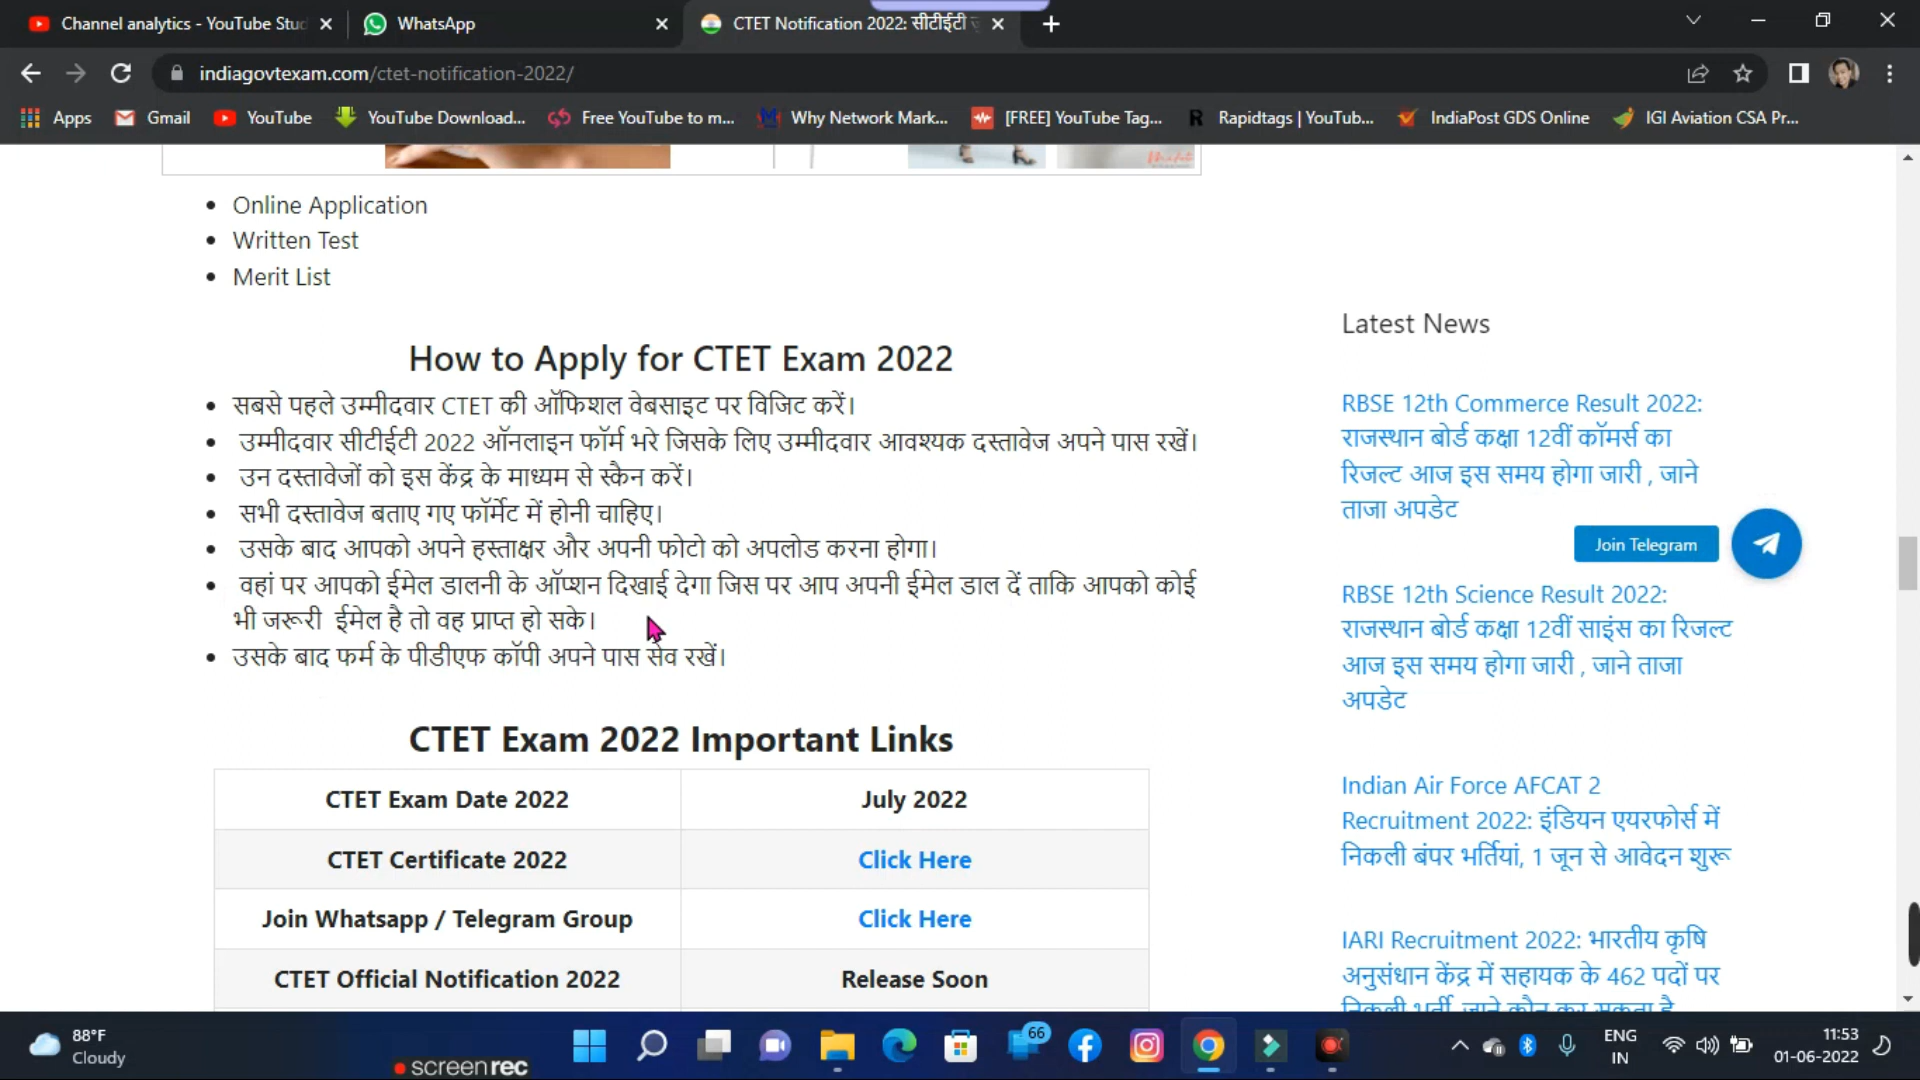 Channel analytics - YouTube Stud
WhatsApp
CTET Notification 2022: सीटीईटी
indiagovtexam.com/ctet-notification-2022/
Apps
Gmail
YouTube
YouTube Download...
Free YouTube to m...
Why Network Mark...
[FREE] YouTube Tag...
Rapidtags | YouTub...
IndiaPost GDS Online
IGI Aviation CSA Pr...
Online Application
Written Test
Merit List
How to Apply for CTET Exam 2022
सबसे पहले उम्मीदवार CTET की ऑफिशल वेबसाइट पर विजिट करें।
उम्मीदवार सीटीईटी 2022 ऑनलाइन फॉर्म भरे जिसके लिए उम्मीदवार आवश्यक दस्तावेज अपने पास रखें।
उन दस्तावेजों को इस केंद्र के माध्यम से स्कैन करें।
सभी दस्तावेज बताए गए फॉर्मेट में होनी चाहिए।
उसके बाद आपको अपने हस्ताक्षर और अपनी फोटो को अपलोड करना होगा।
वहां पर आपको ईमेल डालनी के ऑप्शन दिखाई देगा जिस पर आप अपनी ईमेल डाल दें ताकि आपको कोई
भी जरूरी ईमेल है तो वह प्राप्त हो सके।
उसके बाद फर्म के पीडीएफ कॉपी अपने पास सेव रखें।
CTET Exam 2022 Important Links
CTET Exam Date 2022 July 2022
CTET Certificate 2022 Click Here
Join Whatsapp / Telegram Group Click Here
CTET Official Notification 2022 Release Soon
Latest News
RBSE 12th Commerce Result 2022:
राजस्थान बोर्ड कक्षा 12वीं कॉमर्स का
रिजल्ट आज इस समय होगा जारी , जाने
ताजा अपडेट
Join Telegram
RBSE 12th Science Result 2022:
राजस्थान बोर्ड कक्षा 12वीं साइंस का रिजल्ट
आज इस समय होगा जारी , जाने ताजा
अपडेट
Indian Air Force AFCAT 2
Recruitment 2022: इंडियन एयरफोर्स में
निकली बंपर भर्तियां, 1 जून से आवेदन शुरू
IARI Recruitment 2022: भारतीय कृषि
अनुसंधान केंद्र में सहायक के 462 पदों पर
निकली भर्ती, जाने कौन कर सकता है
88°F
Cloudy
screenrec
66
ENG
IN
11:53
01-06-2022